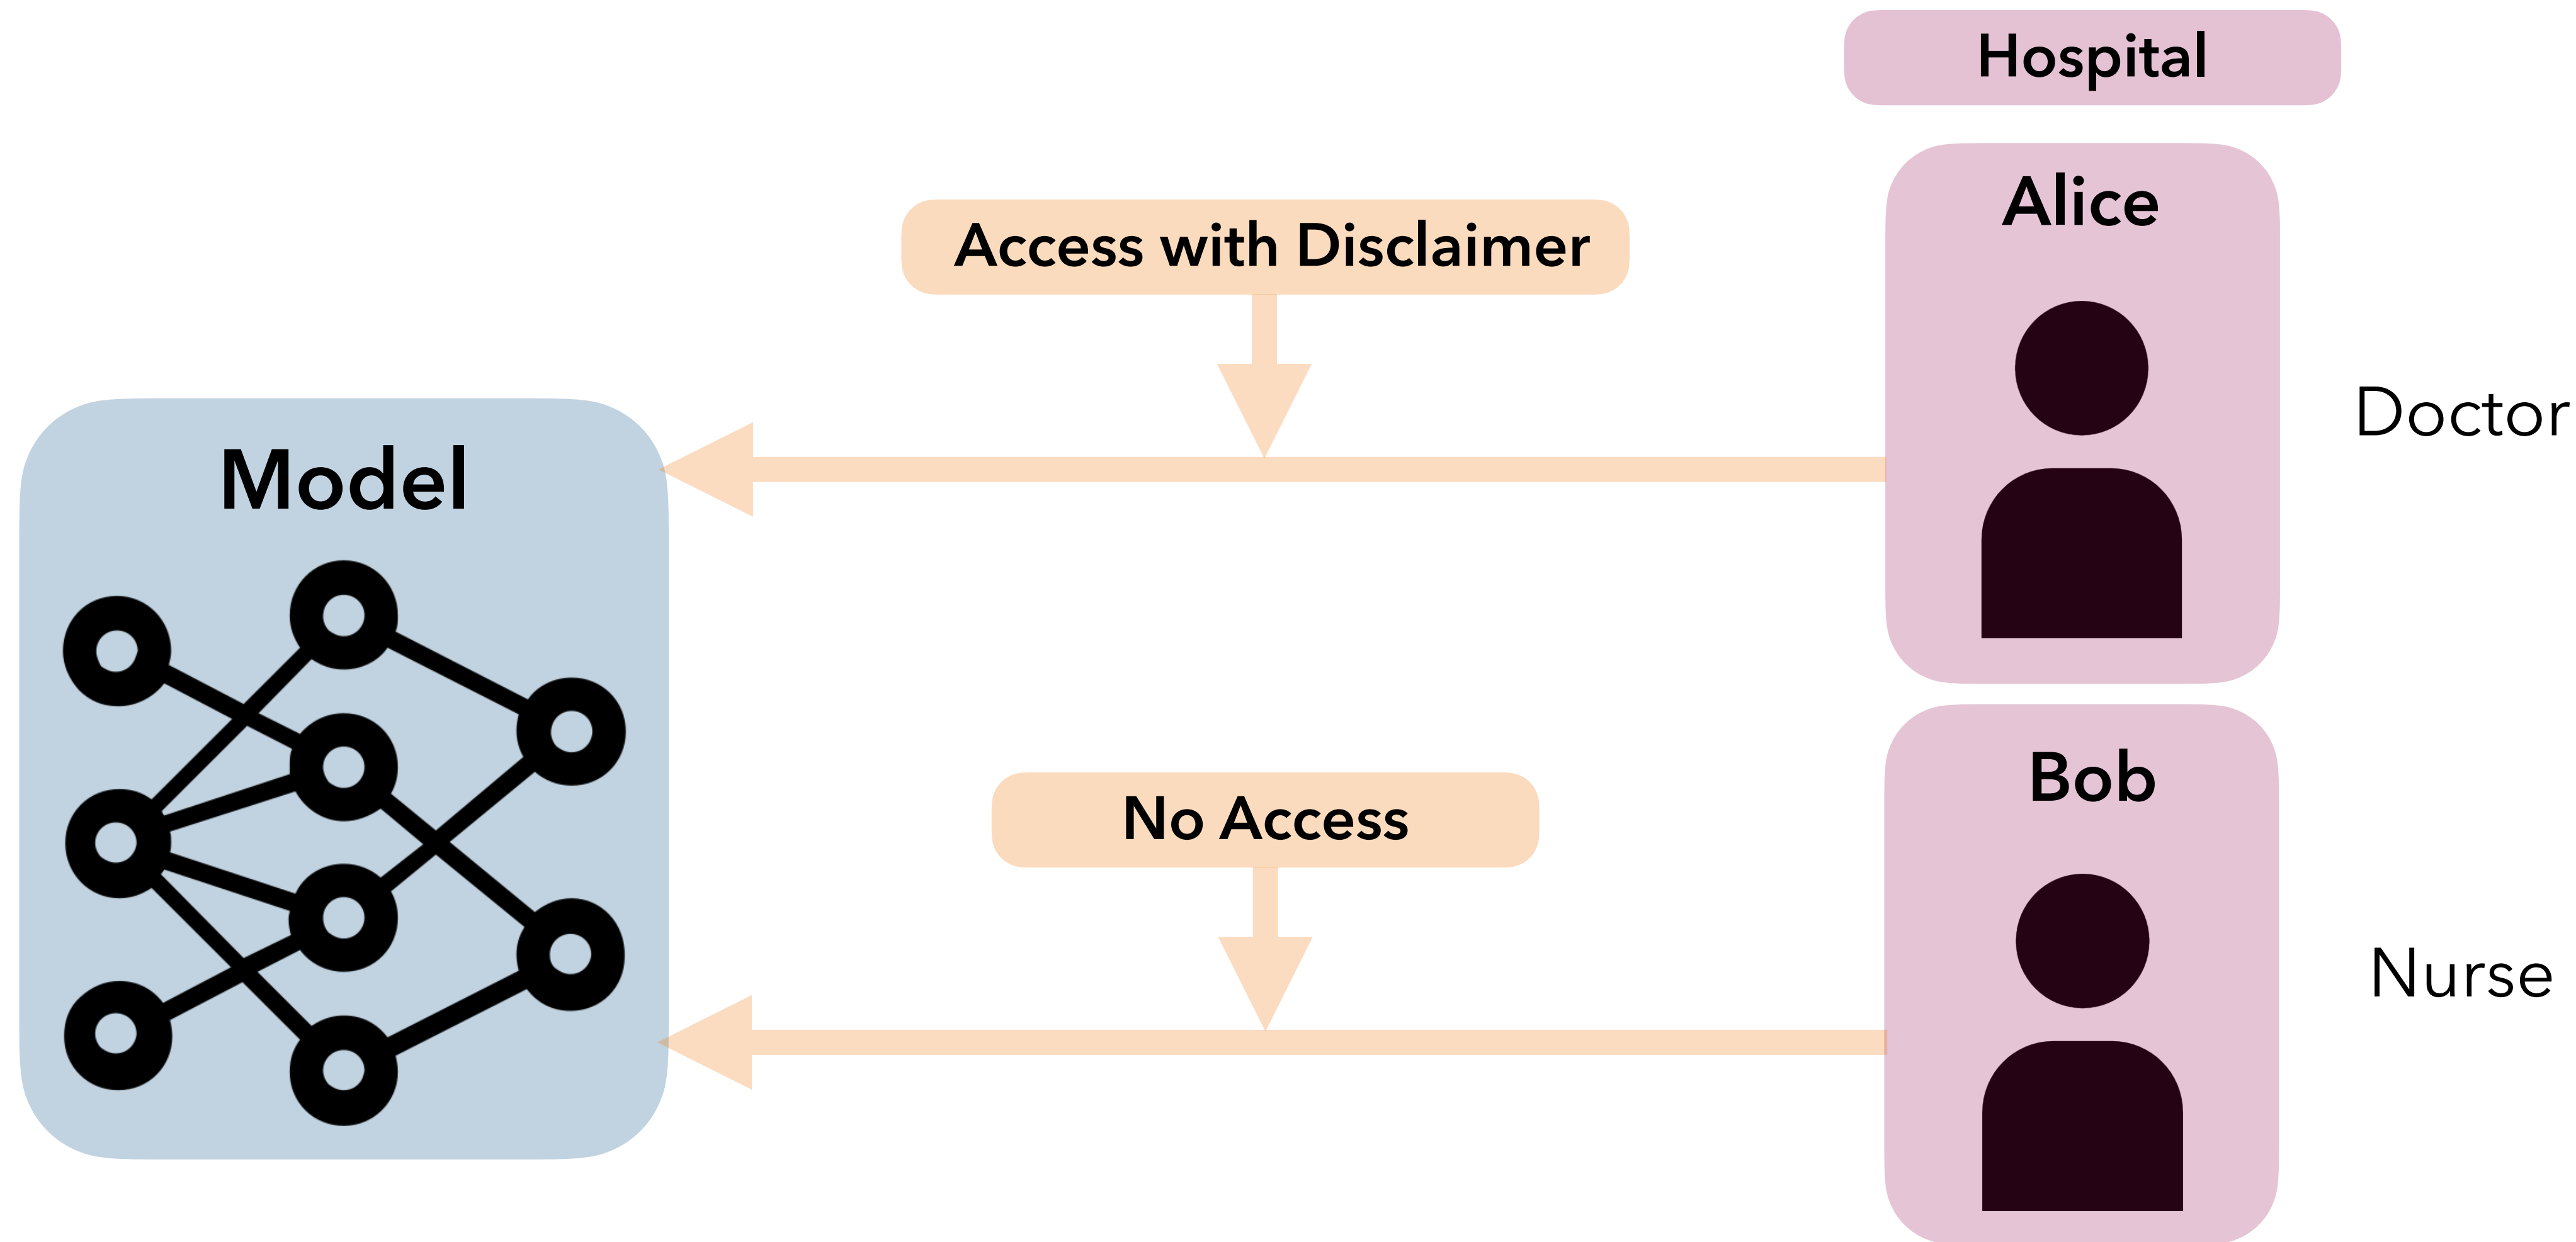 Hospital
Alice
Access with Disclaimer
Doctor
Model
Bob
No Access
Nurse